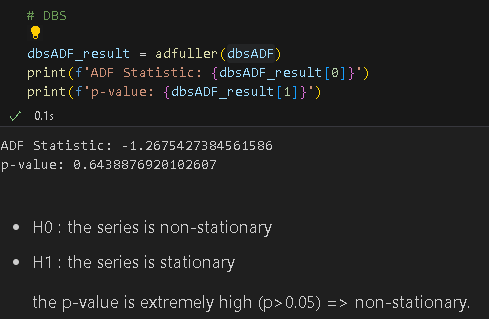 # DBS
dbsADF_result = adfuller(dbsADF)
print(f'ADF Statistic: {dbsADF_result[0]}')
print(f'p-value: {dbsADF_result[1]}')
0.1s
ADF Statistic: -1.2675427384561586
p-value: 0.6438876920102607
• H0 : the series is non-stationary
• H1 : the series is stationary
the p-value is extremely high (p>0.05) => non-stationary.